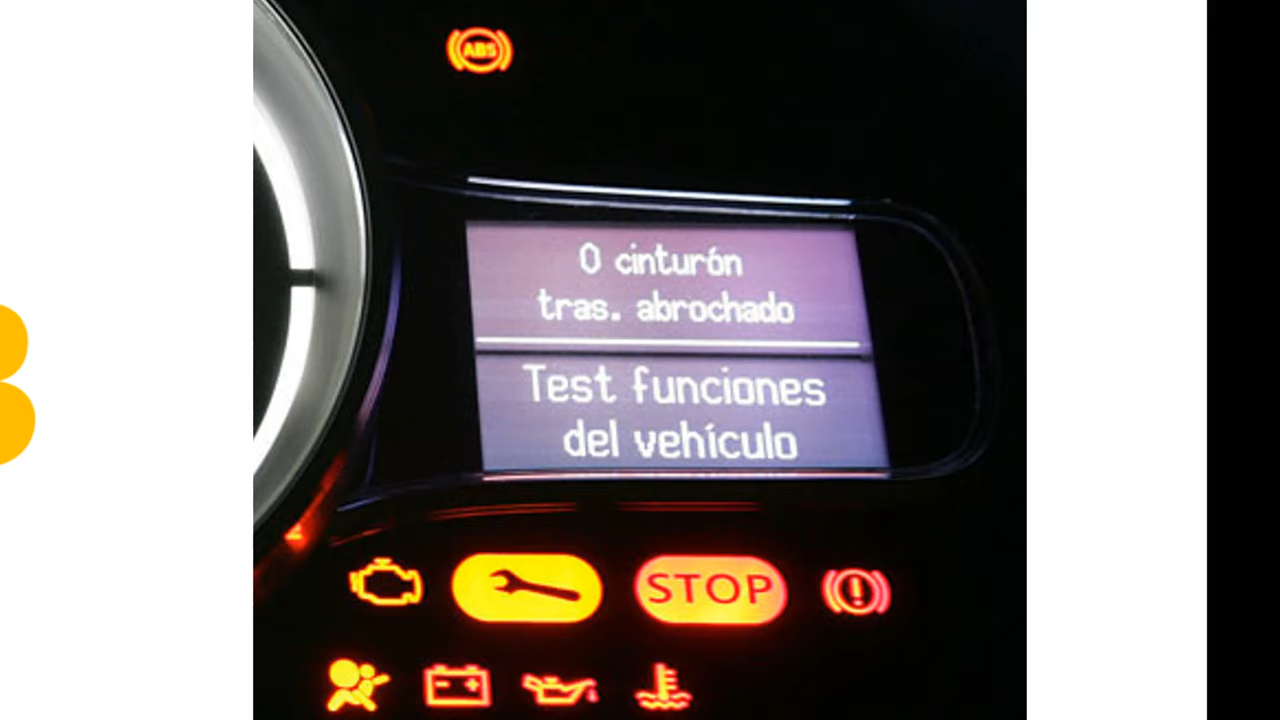 ABS
0 cinturón
tras. abrochado
Test funciones
del vehículo
STOP